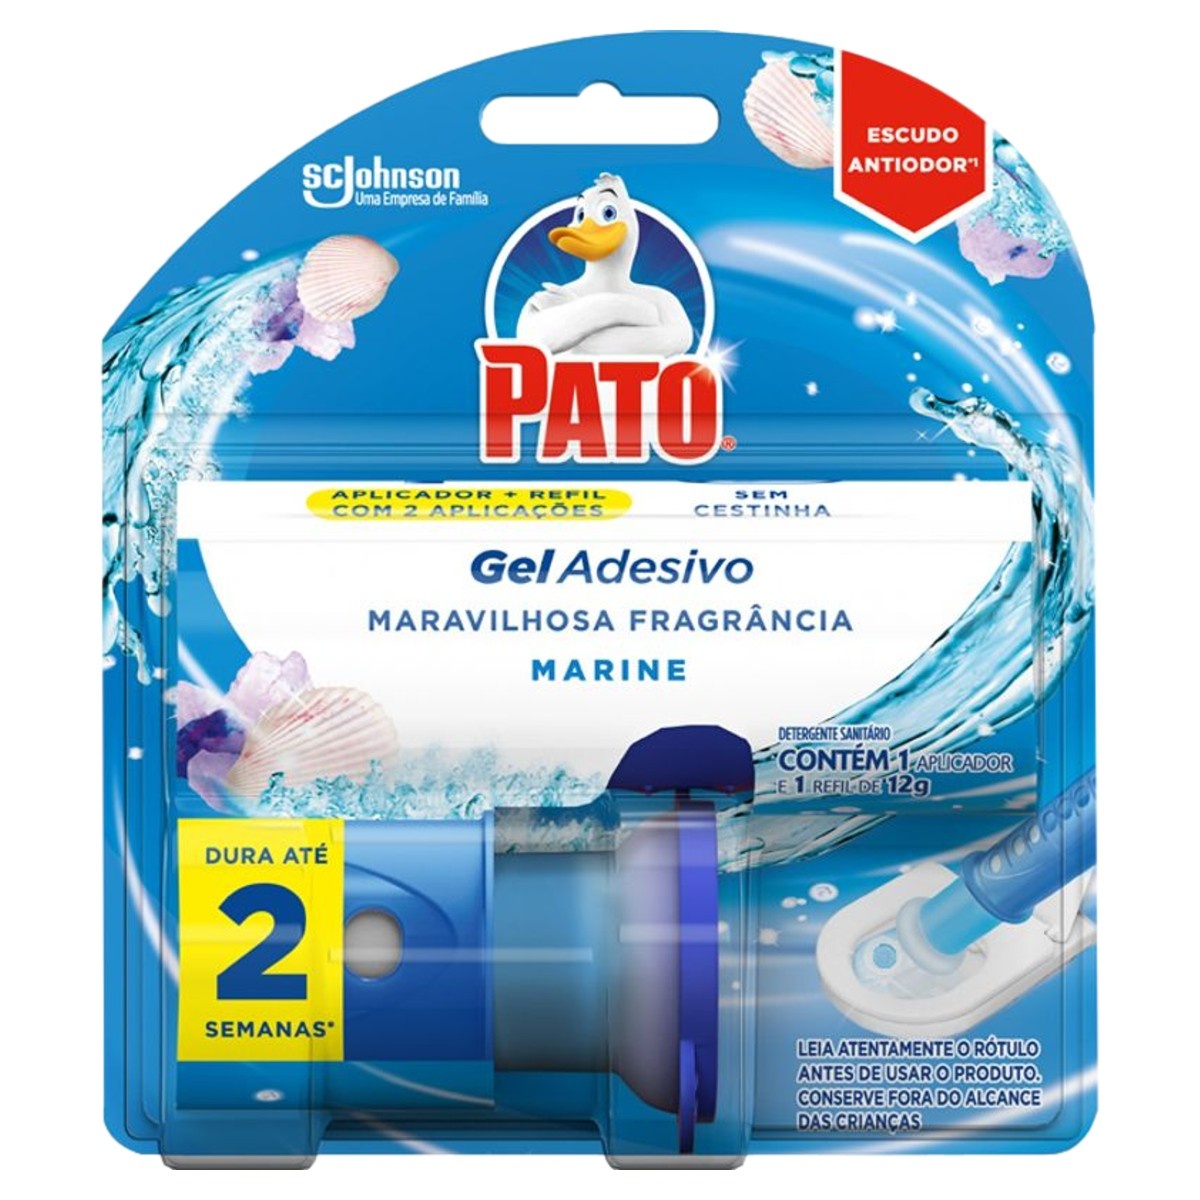 ESCUDO
ANTIODOR*1
scJohnson
Uma Empresa de Família
PATO®
APLICADOR + REFIL
COM 2 APLICAÇÕES
SEM
CESTINHA
Gel Adesivo
MARAVILHOSA FRAGRÂNCIA
MARINE
DETERGENTE SANITÁRIO
CONTÉM 1 APLICADOR
E 1 REFIL DE 12g
DURA ATÉ
2
SEMANAS*
LEIA ATENTAMENTE O RÓTULO
ANTES DE USAR O PRODUTO.
CONSERVE FORA DO ALCANCE
DAS CRIANÇAS